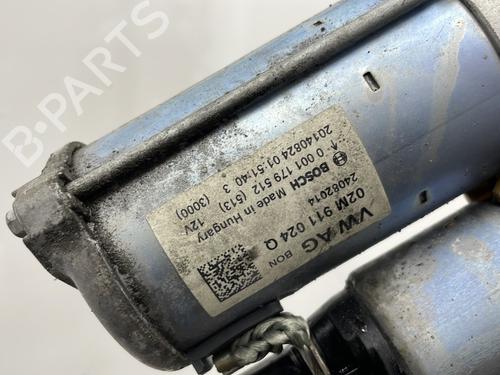 VW AG BON
02M 911 024 Q
24082014
BOSCH Made in Hungary 12V
0 001 179 512 (513) (3000)
20140824 01:51:40 3
B-PARTS